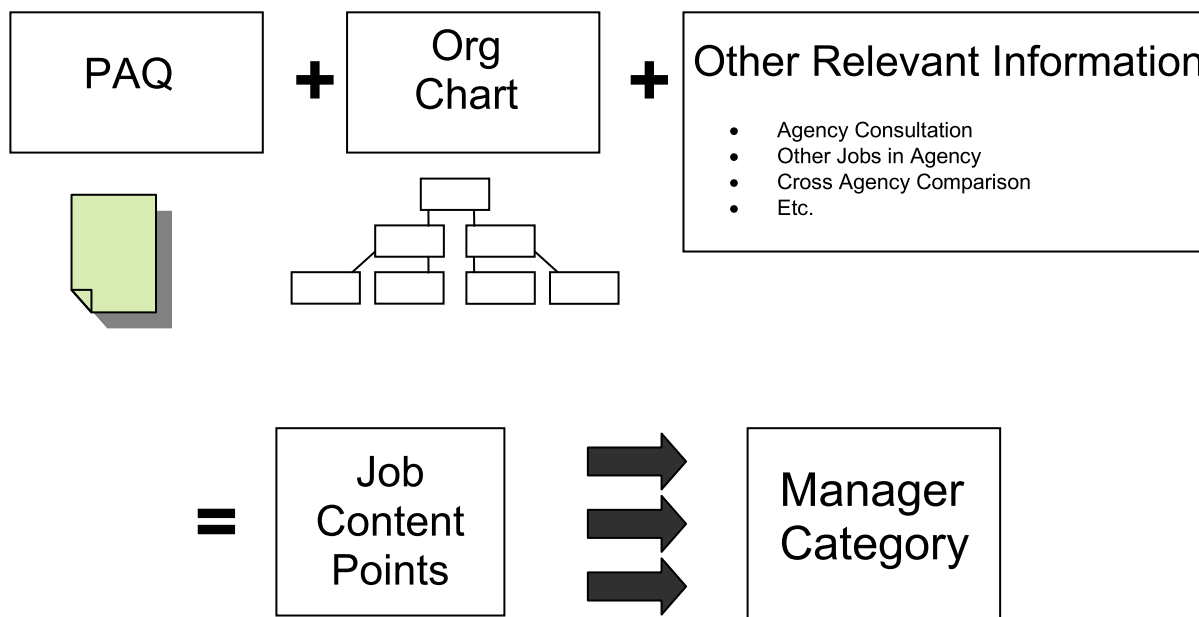 PAQ
+
Org
Chart
+
Other Relevant Information
• Agency Consultation
• Other Jobs in Agency
• Cross Agency Comparison
• Etc.
=
Job
Content
Points
Manager
Category